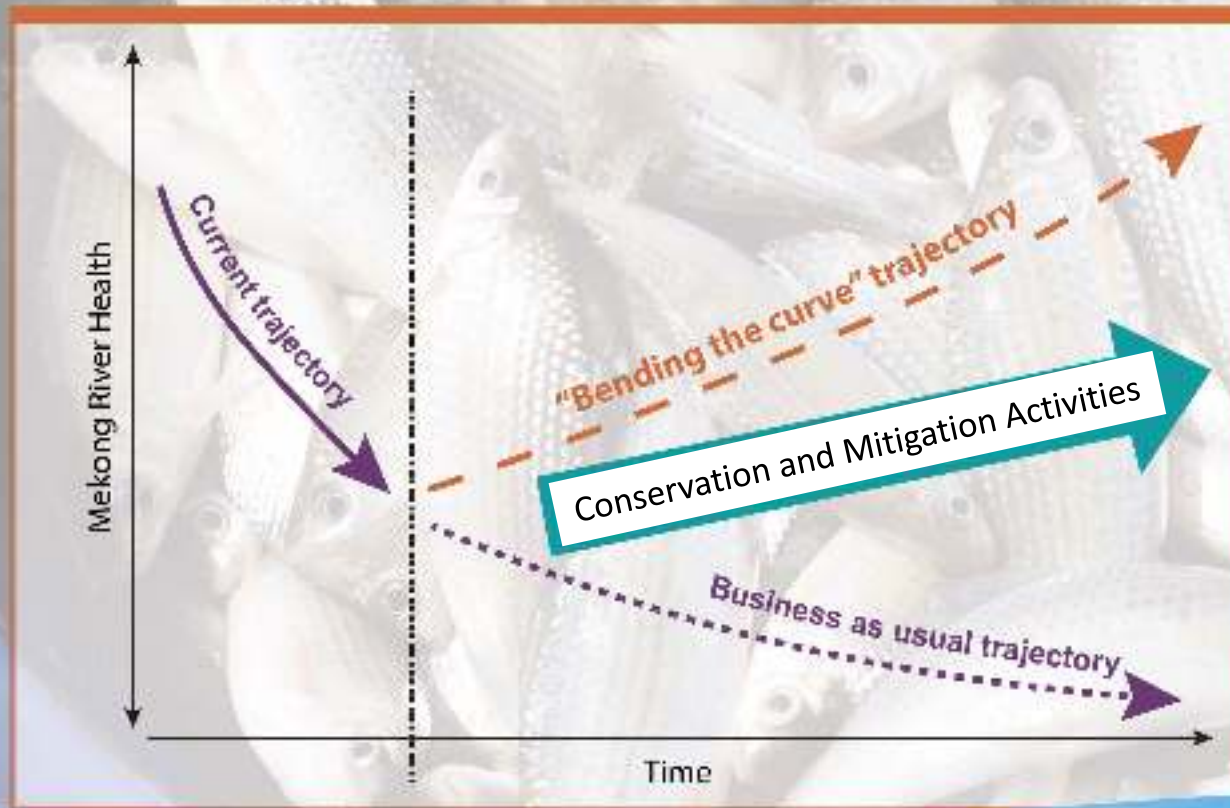 Mekong River Health
Current trajectory
"Bending the curve" trajectory
Conservation and Mitigation Activities
Business as usual trajectory
Time